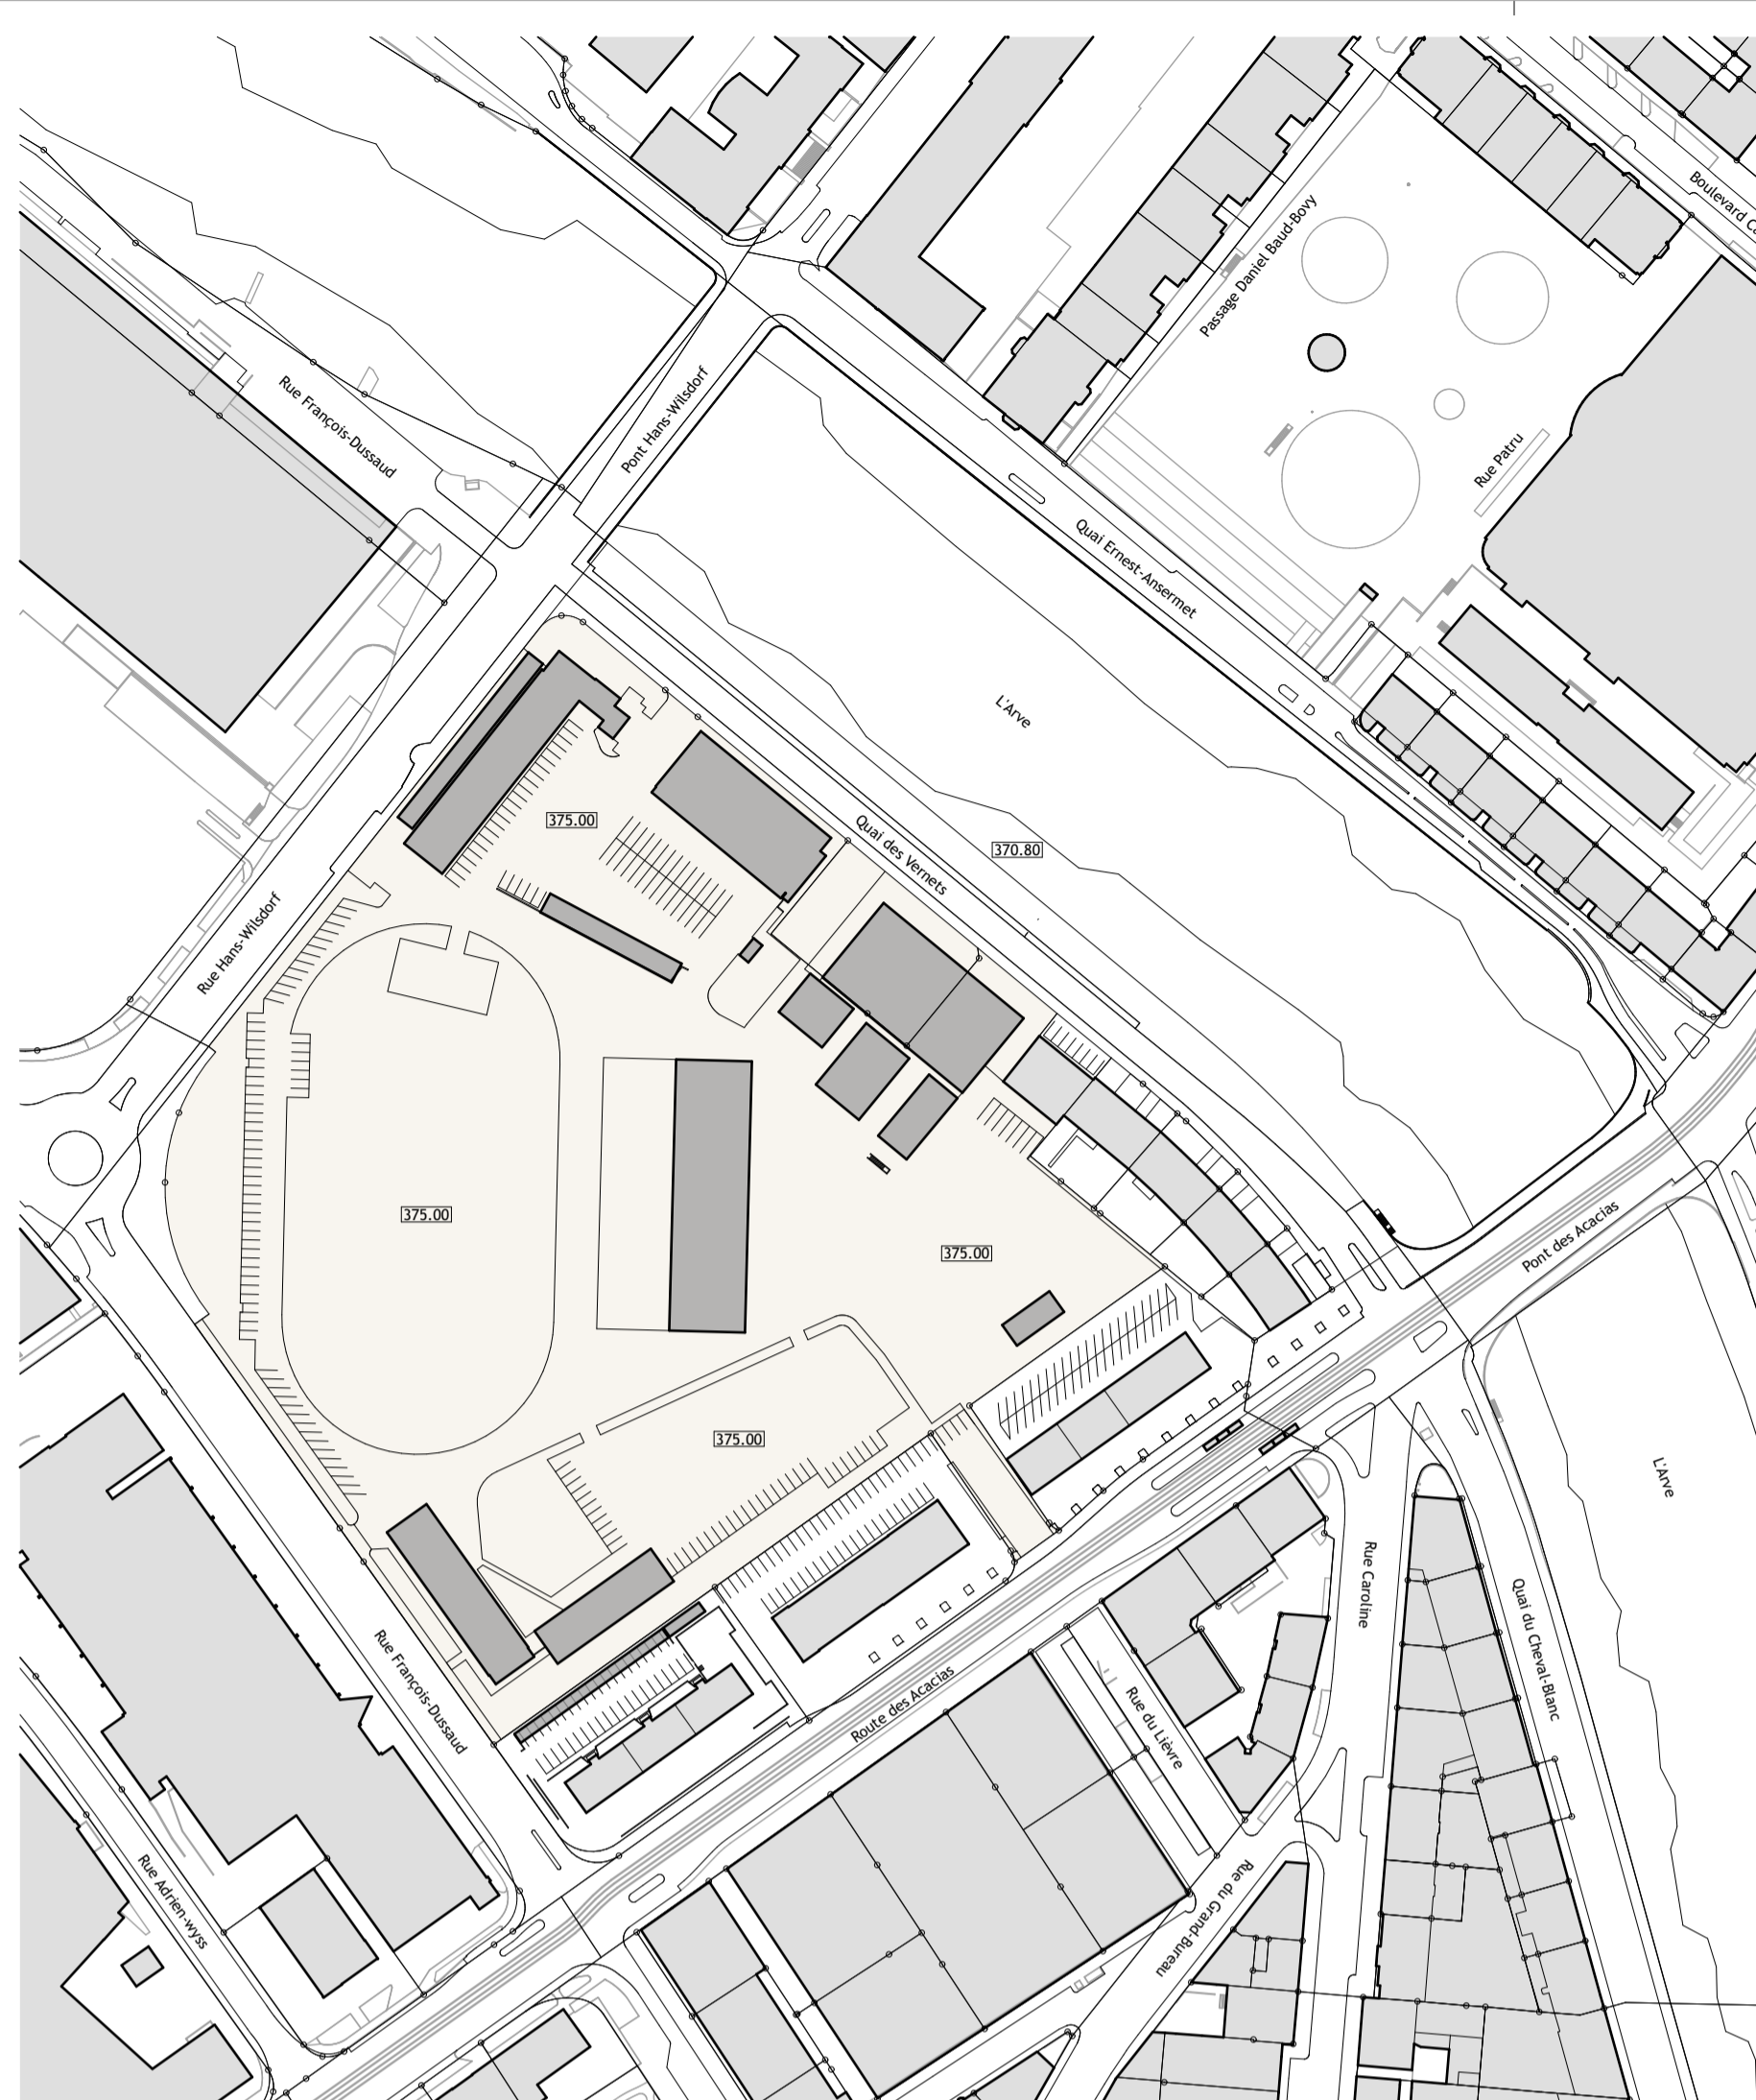 Boulevard Ca
Passage Daniel Baud-Bovy
Rue François-Dussaud
Pont Hans-Wilsdorf
Rue Patru
Quai Ernest-Ansermet
L'Arve
375.00
Quai des Vernets
370.80
Rue Hans-Wilsdorf
375.00
375.00
Pont des Acacias
375.00
L'Arve
Rue Caroline
Quai du Cheval-Blanc
Rue François-Dussaud
Route des Acacias
Rue du Lièvre
Rue Adrien-wyss
Rue du Grand-Bureau